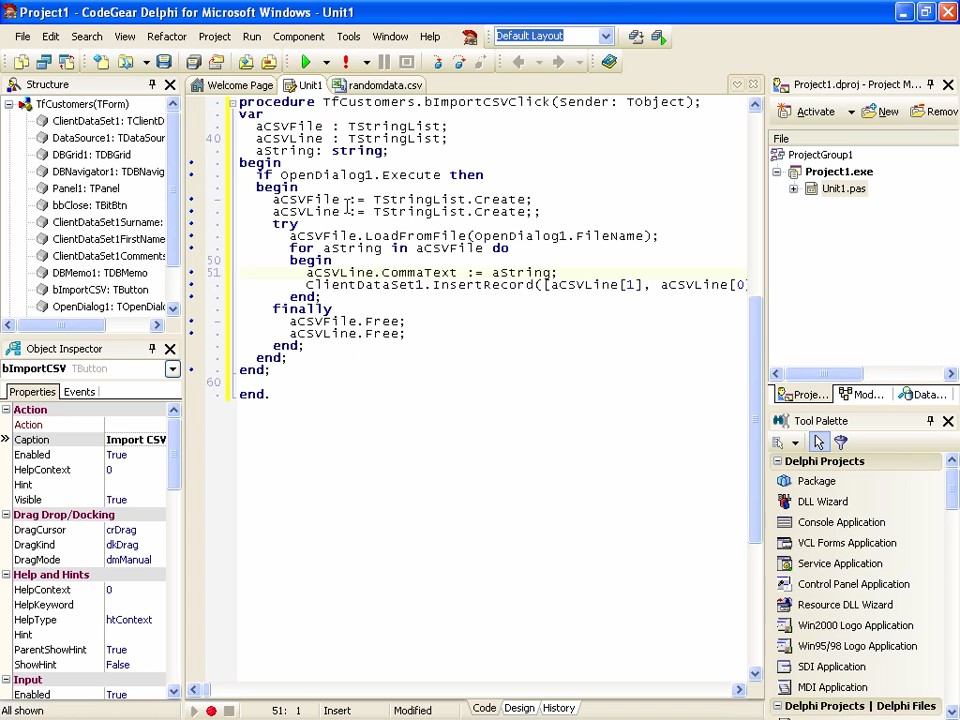 Project1 - CodeGear Delphi for Microsoft Windows - Unit1
File Edit Search View Refactor Project Run Component Tools Window Help Default Layout
Structure
TfCustomers(TForm)
ClientDataSet1: TClientD
DataSource1: TDataSour
DBGrid1: TDBGrid
DBNavigator1: TDBNavig
Panel1: TPanel
bbClose: TBitBtn
ClientDataSet1Surname:
ClientDataSet1FirstName
DBMemo1: TDBMemo
bImportCSV: TButton
OpenDialog1: TOpenDialo
Object Inspector
bImportCSV TButton
Properties Events
Action
Action
Caption Import CSV
Enabled True
HelpContext 0
Hint
Visible True
Drag Drop/Docking
DragCursor crDrag
DragKind dkDrag
DragMode dmManual
Help and Hints
HelpContext 0
HelpKeyword
HelpType htContext
Hint
ParentShowHint True
ShowHint False
Input
Enabled True
All shown
Welcome Page Unit1 randomdata.csv
procedure TfCustomers.bImportCSVClick(Sender: TObject);
var
aCSVFile : TStringList;
40 aCSVLine : TStringList;
aString: string;
begin
if OpenDialog1.Execute then
begin
aCSVFile := TStringList.Create;
aCSVLine := TStringList.Create;;
try
aCSVFile.LoadFromFile(OpenDialog1.FileName);
for aString in aCSVFile do
50 begin
51 aCSVLine.CommaText := aString;
ClientDataSet1.InsertRecord([aCSVLine[1], aCSVLine[0]
end;
finally
aCSVFile.Free;
aCSVLine.Free;
end;
end;
end;
60
end.
51: 1 Insert Modified Code Design History
Project1.dproj - Project M...
Activate New Remov
File
ProjectGroup1
Project1.exe
Unit1.pas
Proje... Mod... Data...
Tool Palette
Delphi Projects
Package
DLL Wizard
Console Application
VCL Forms Application
Service Application
Control Panel Application
Resource DLL Wizard
Win2000 Logo Application
Win95/98 Logo Application
SDI Application
MDI Application
Delphi Projects | Delphi Files